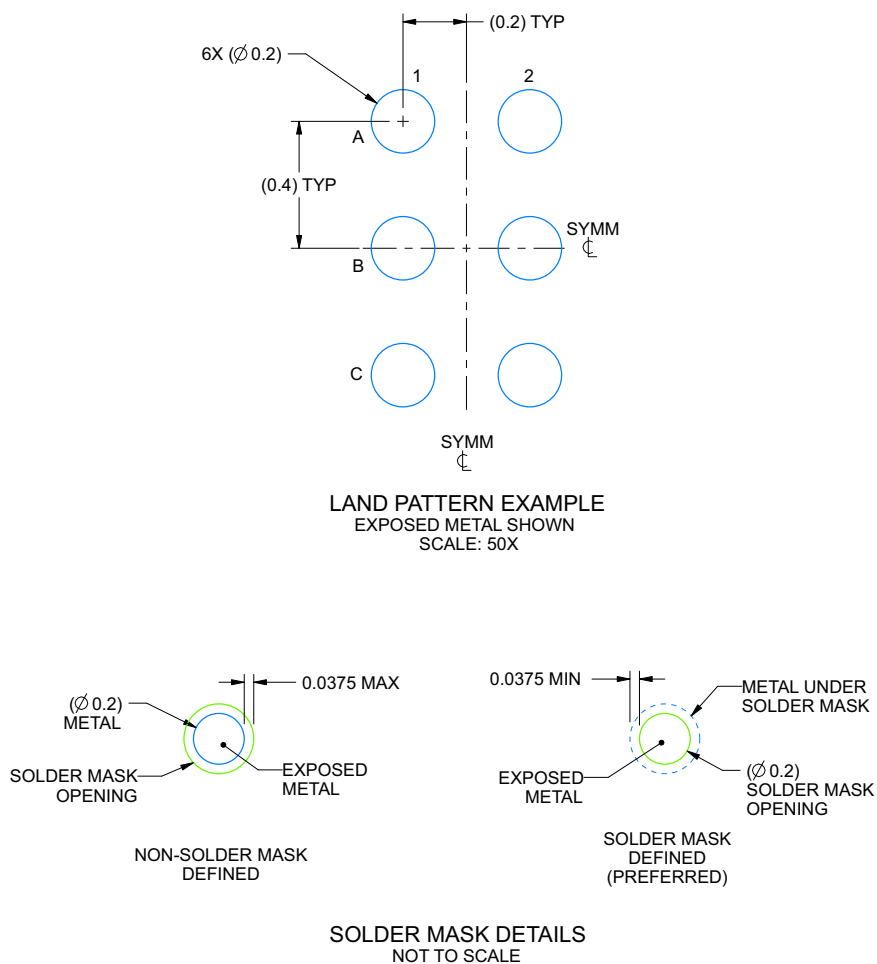 (0.2) TYP
6X (∅ 0.2)
1
2
A
(0.4) TYP
SYMM
℄
B
C
SYMM
℄
LAND PATTERN EXAMPLE
EXPOSED METAL SHOWN
SCALE: 50X
0.0375 MAX
(∅ 0.2)
METAL
SOLDER MASK
OPENING
EXPOSED
METAL
NON-SOLDER MASK
DEFINED
0.0375 MIN
METAL UNDER
SOLDER MASK
EXPOSED
METAL
(∅ 0.2)
SOLDER MASK
OPENING
SOLDER MASK
DEFINED
(PREFERRED)
SOLDER MASK DETAILS
NOT TO SCALE